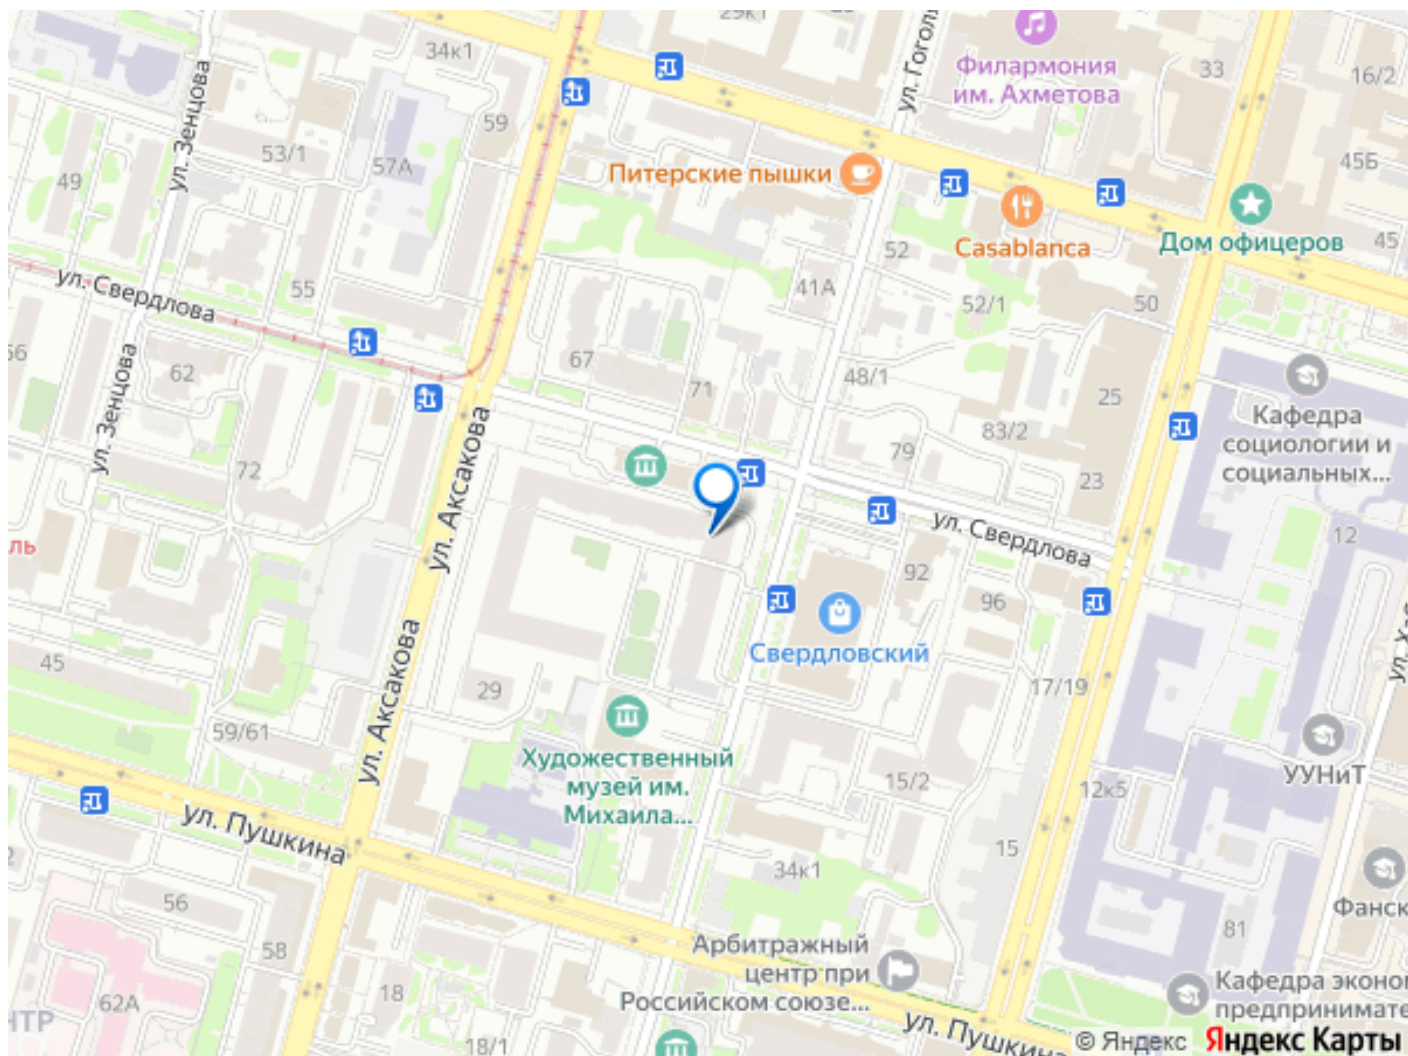 29к1
34к1
ул. Гоголя
Филармония
им. Ахметова
33
16/2
ул. Зенцова
59
53/1
57А
49
45Б
Питерские пышки
Casablanca
Дом офицеров
45
52
41А
52/1
50
ул. Свердлова
55
67
62
71
48/1
25
79
83/2
23
Кафедра
социологии и
социальных...
ул. Зенцова
72
ул. Аксакова
ул. Свердлова
12
92
96
Свердловский
45
29
17/19
ул. Аксакова
59/61
Художественный
музей им.
Михаила...
УУНиТ
15/2
12к5
ул. Пушкина
15
34к1
56
58
62А
18
18/1
81
Арбитражный
центр при
Российском союзе...
ул. Пушкина
Фанск
Кафедра эконо
предпринимате
© Яндекс Яндекс Карты